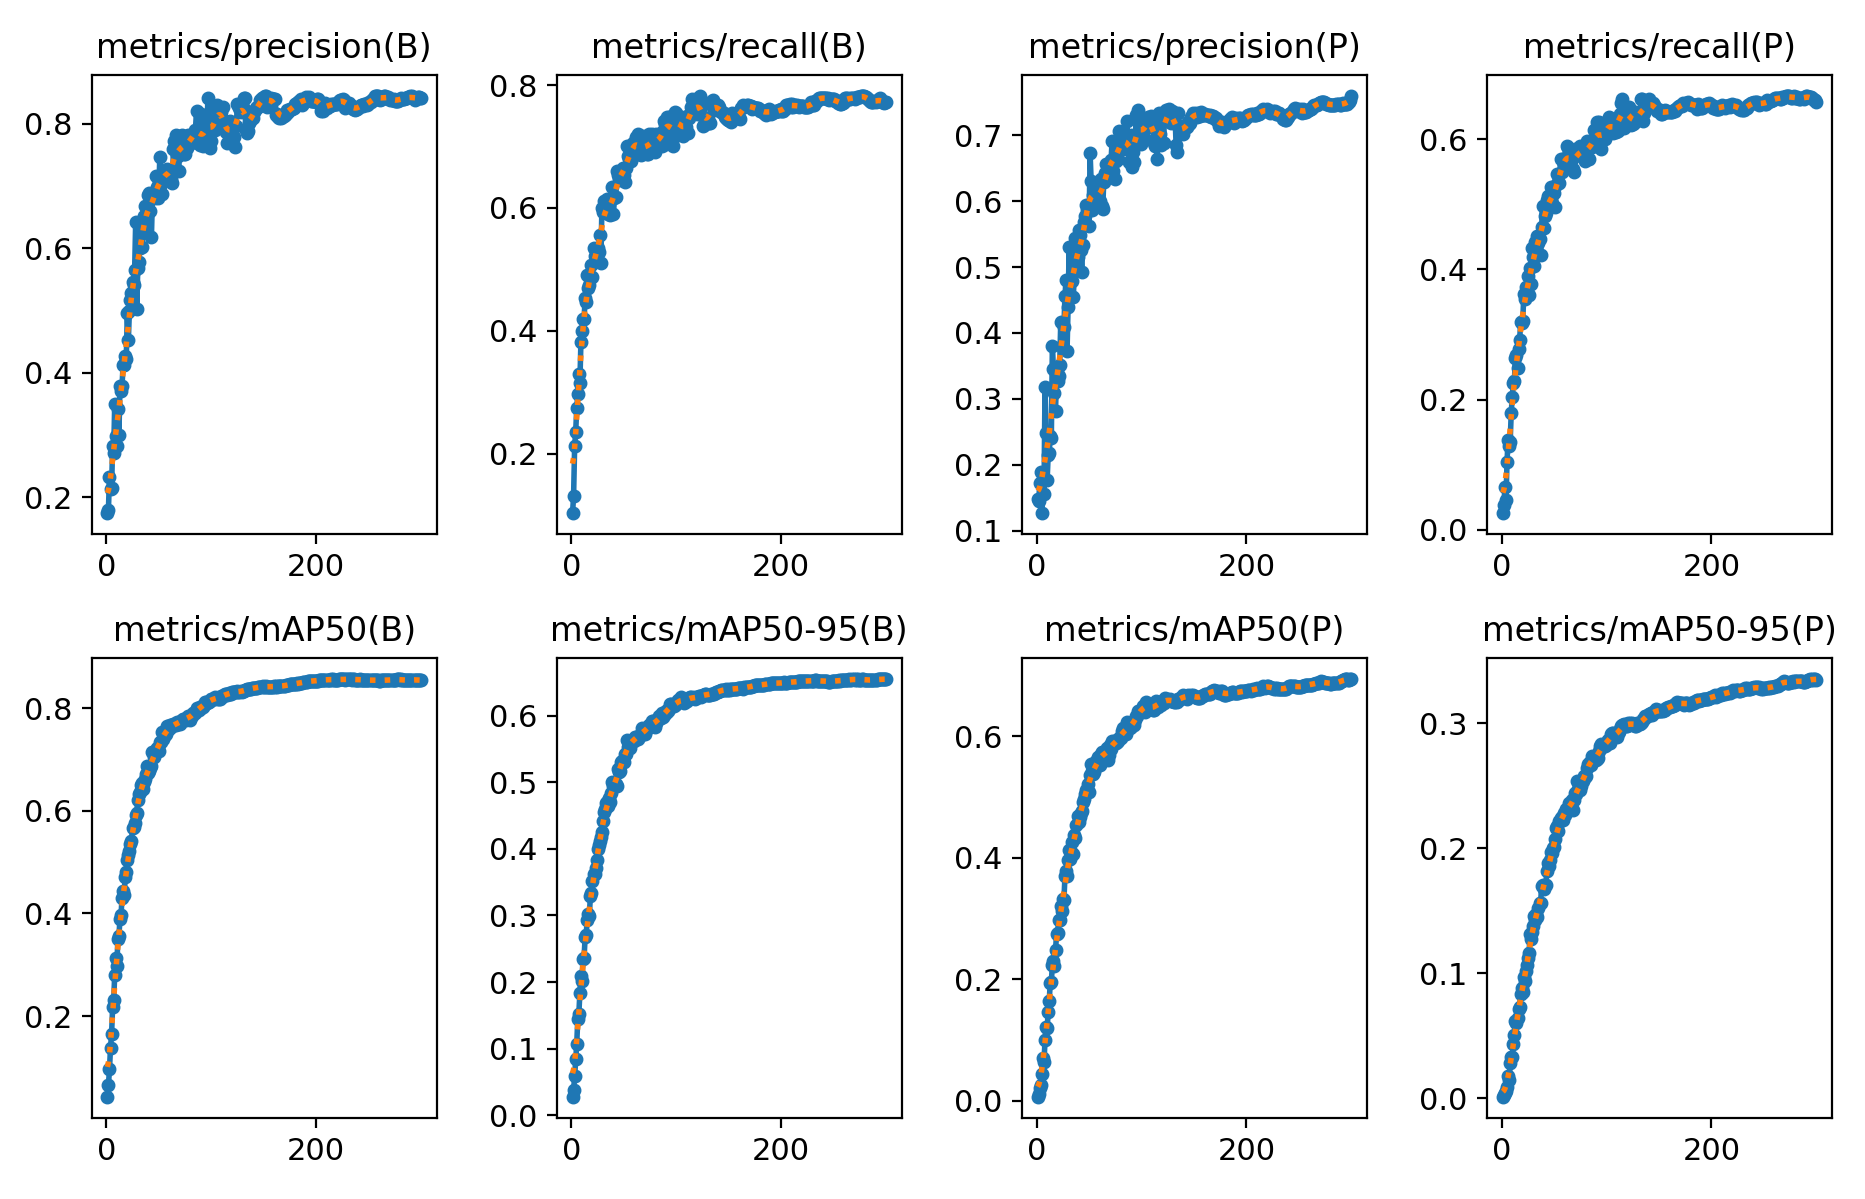 metrics/precision(B) metrics/recall(B) metrics/precision(P) metrics/recall(P)
0.8 0.8 0.7 0.6
0.6 0.6 0.6 0.4
0.4 0.4 0.5 0.2
0.2 0.2 0.4 0.0
0.3
0.2
0.1
0 200 0 200 0 200 0 200
metrics/mAP50(B) metrics/mAP50-95(B) metrics/mAP50(P) metrics/mAP50-95(P)
0.8 0.6 0.6 0.3
0.6 0.5 0.4 0.2
0.4 0.4 0.2 0.1
0.2 0.3 0.0 0.0
0.2
0.1
0.0
0 200 0 200 0 200 0 200